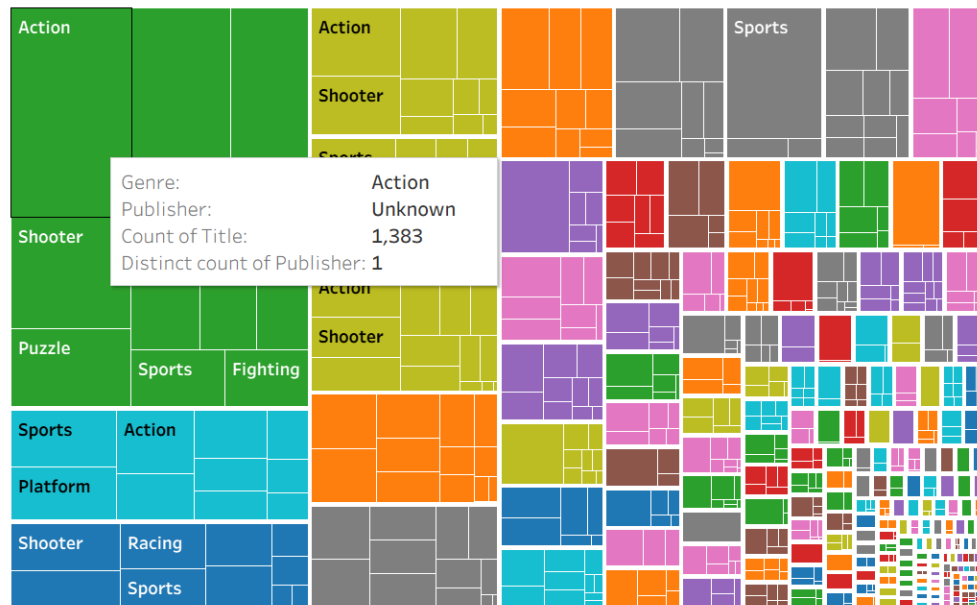 Action
Action
Sports
Shooter
Sports
Genre: Action
Publisher: Unknown
Count of Title: 1,383
Distinct count of Publisher: 1
Shooter
Action
Shooter
Puzzle
Sports
Fighting
Sports
Action
Platform
Shooter
Racing
Sports